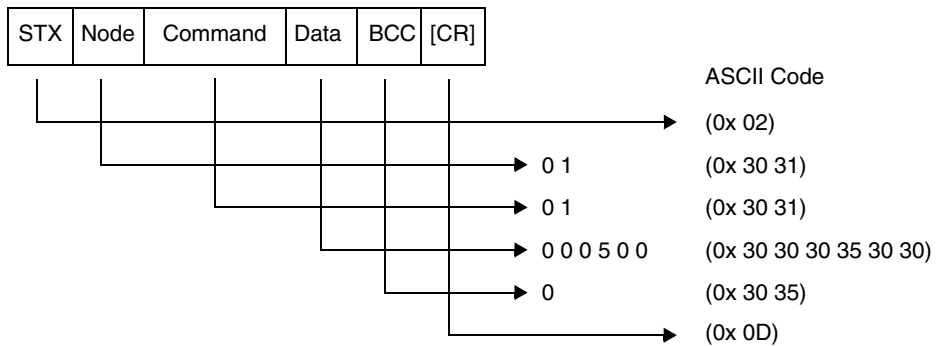 STX Node Command Data BCC [CR]
ASCII Code
(0x 02)
0 1 (0x 30 31)
0 1 (0x 30 31)
0 0 0 5 0 0 (0x 30 30 30 35 30 30)
0 (0x 30 35)
(0x 0D)